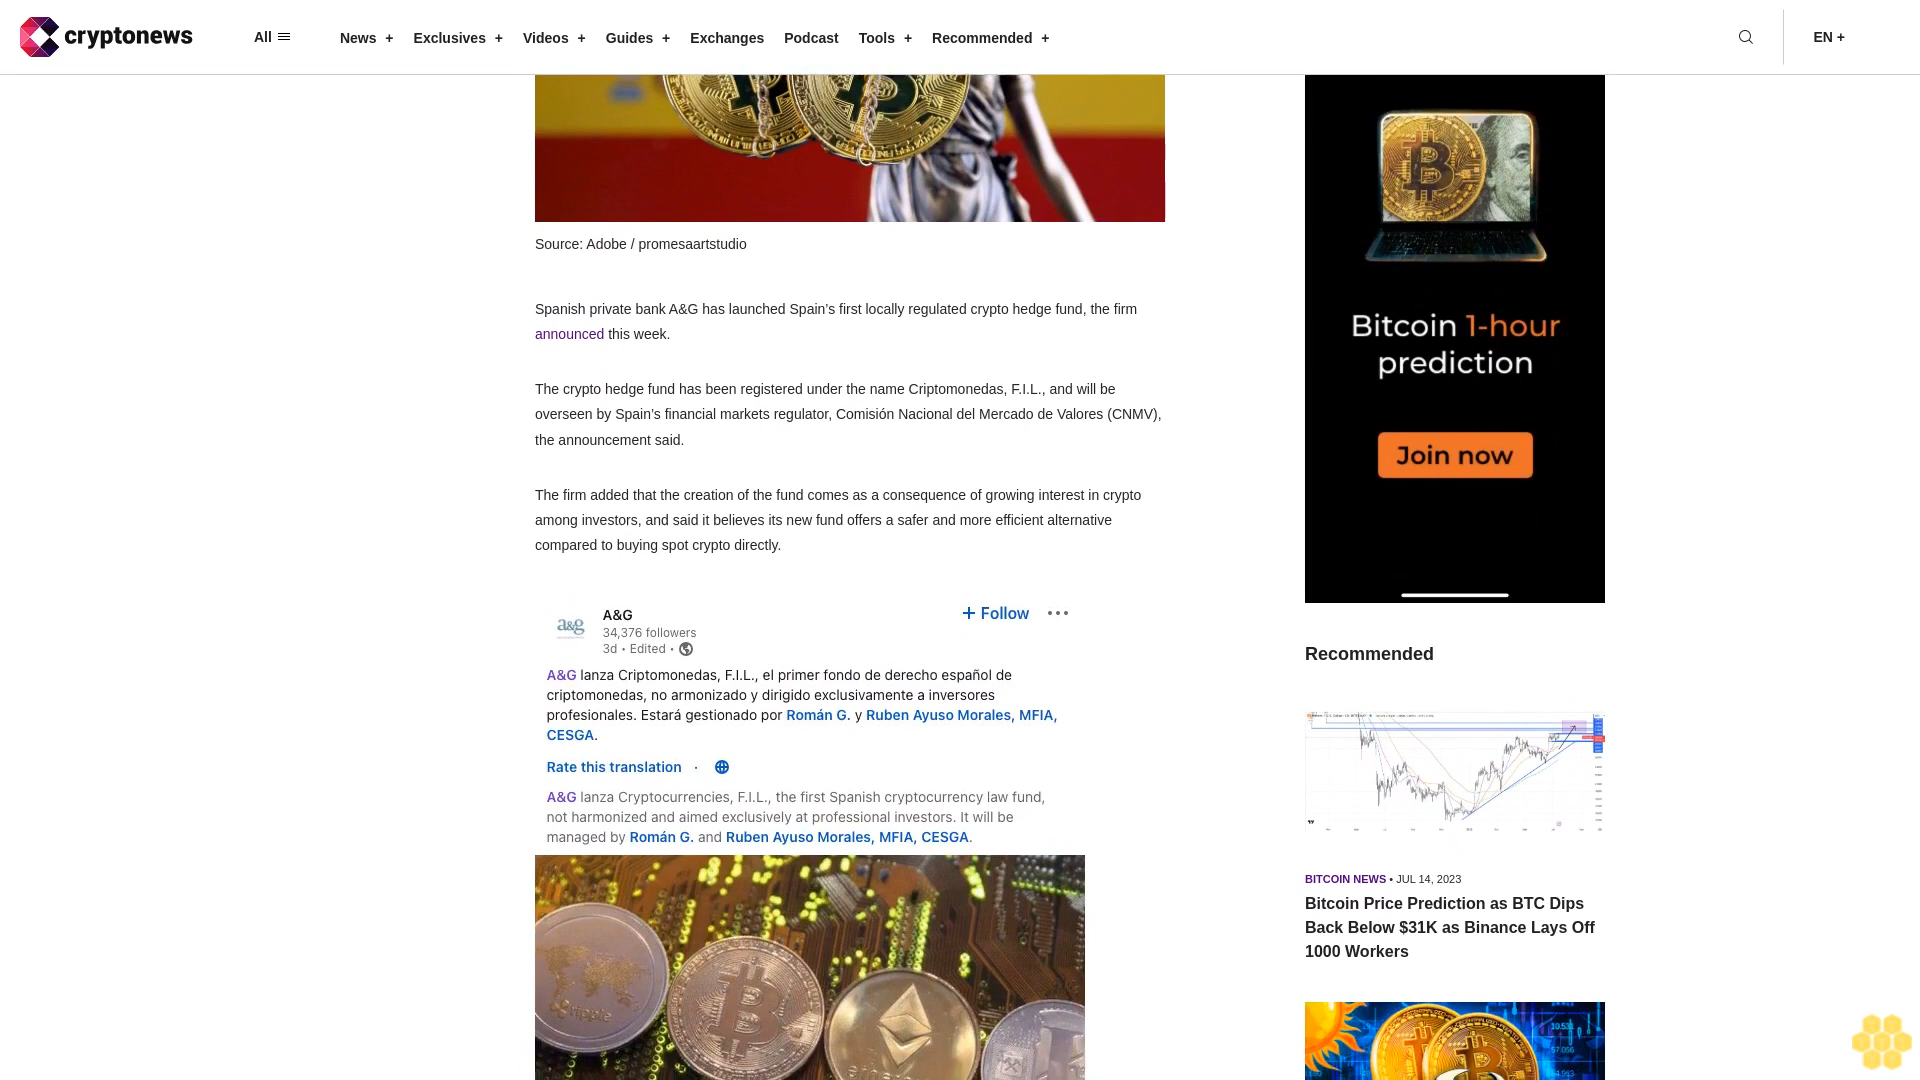 cryptonews
All
News +
Exclusives +
Videos +
Guides +
Exchanges
Podcast
Tools +
Recommended +
EN +
Source: Adobe / promesaartstudio
Spanish private bank A&G has launched Spain’s first locally regulated crypto hedge fund, the firm
announced this week.
The crypto hedge fund has been registered under the name Criptomonedas, F.I.L., and will be
overseen by Spain’s financial markets regulator, Comisión Nacional del Mercado de Valores (CNMV),
the announcement said.
The firm added that the creation of the fund comes as a consequence of growing interest in crypto
among investors, and said it believes its new fund offers a safer and more efficient alternative
compared to buying spot crypto directly.
a&g
A&G
34,376 followers
3d • Edited •
+ Follow
A&G lanza Criptomonedas, F.I.L., el primer fondo de derecho español de
criptomonedas, no armonizado y dirigido exclusivamente a inversores
profesionales. Estará gestionado por Román G. y Ruben Ayuso Morales, MFIA,
CESGA.
Rate this translation ·
A&G lanza Cryptocurrencies, F.I.L., the first Spanish cryptocurrency law fund,
not harmonized and aimed exclusively at professional investors. It will be
managed by Román G. and Ruben Ayuso Morales, MFIA, CESGA.
ripple
Bitcoin 1-hour
prediction
Join now
Recommended
BITCOIN NEWS • JUL 14, 2023
Bitcoin Price Prediction as BTC Dips
Back Below $31K as Binance Lays Off
1000 Workers